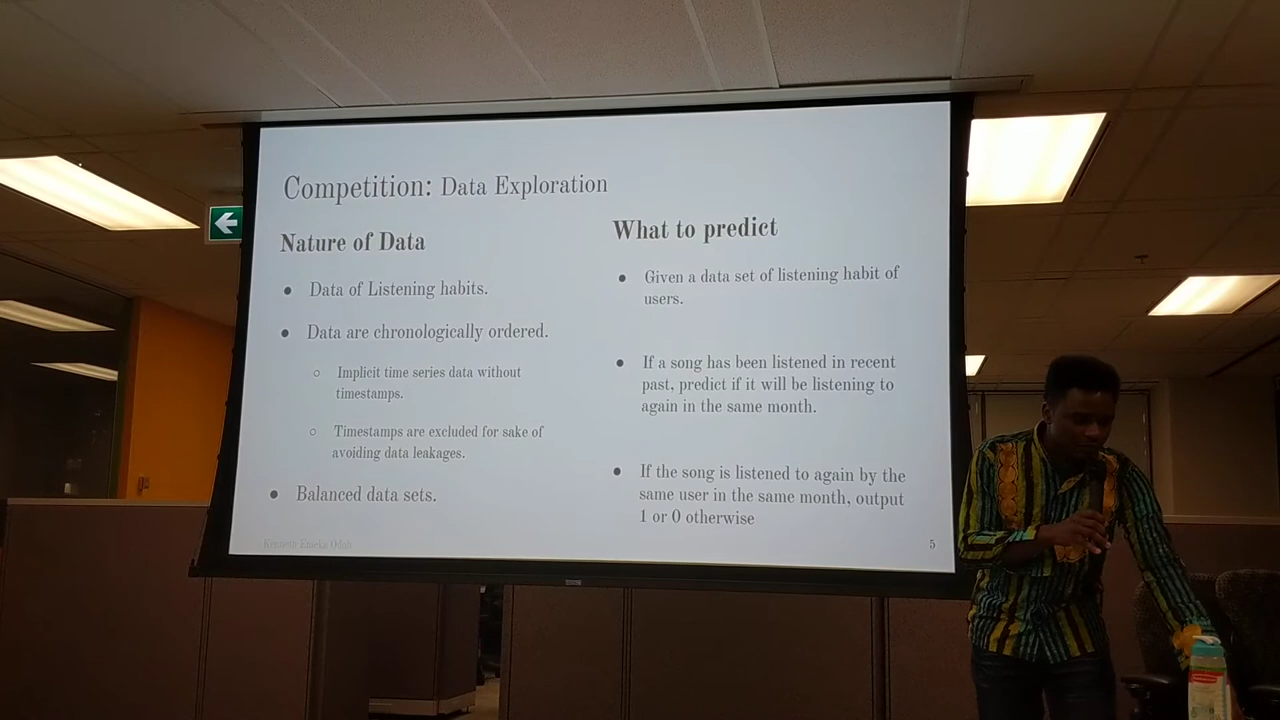 Competition: Data Exploration
Nature of Data
● Data of Listening habits.
● Data are chronologically ordered.
○ Implicit time series data without
timestamps.
○ Timestamps are excluded for sake of
avoiding data leakages.
● Balanced data sets.
What to predict
● Given a data set of listening habit of
users.
● If a song has been listened in recent
past, predict if it will be listening to
again in the same month.
● If the song is listened to again by the
same user in the same month, output
1 or 0 otherwise
Kenneth Emeka Odoh
5